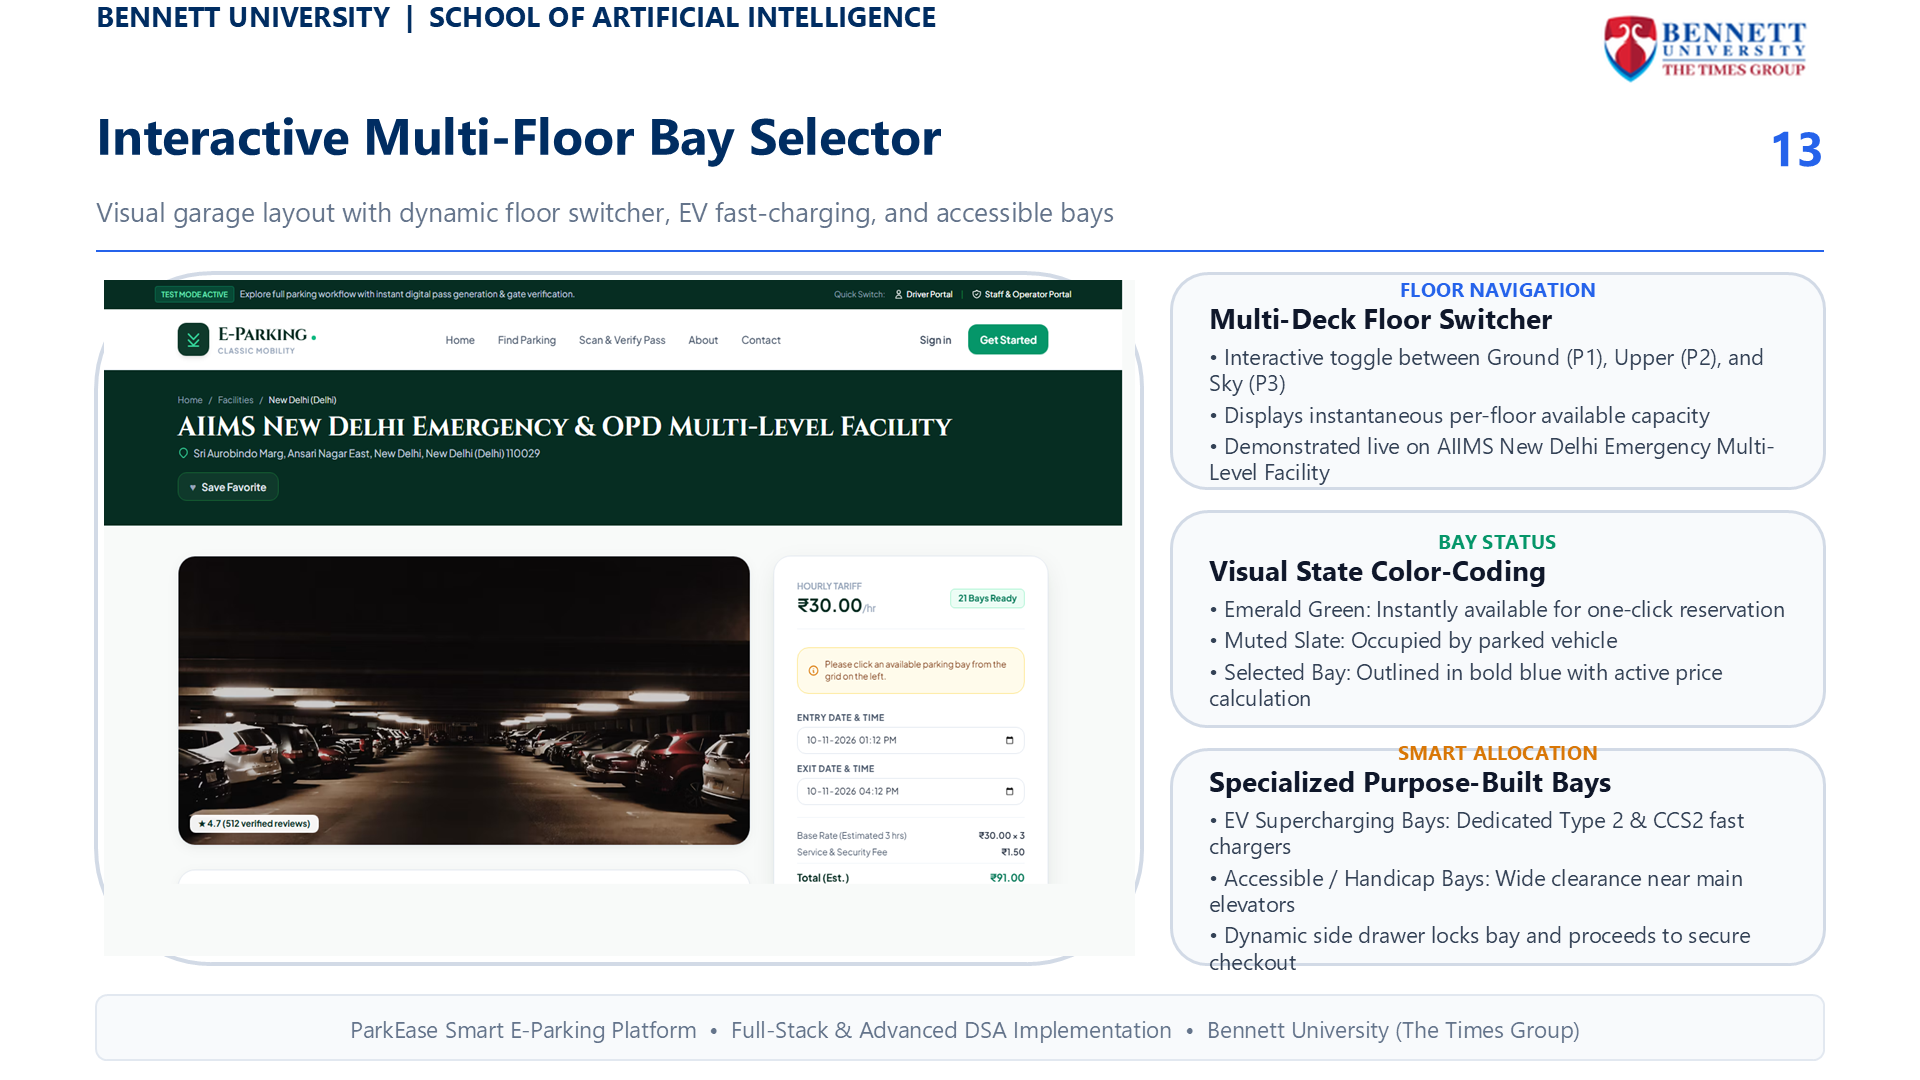 BENNETT UNIVERSITY | SCHOOL OF ARTIFICIAL INTELLIGENCE
BENNETT
UNIVERSITY
THE TIMES GROUP
Interactive Multi-Floor Bay Selector
13
Visual garage layout with dynamic floor switcher, EV fast-charging, and accessible bays
TEST MODE ACTIVE Explore full parking workflow with instant digital pass generation & gate verification.
Quick Switch: Driver Portal | Staff & Operator Portal
E-PARKING
CLASSIC MOBILITY
Home Find Parking Scan & Verify Pass About Contact
Sign in Get Started
Home / Facilities / New Delhi (Delhi)
AIIMS NEW DELHI EMERGENCY & OPD MULTI-LEVEL FACILITY
Sri Aurobindo Marg, Ansari Nagar East, New Delhi, New Delhi (Delhi) 110029
♥ Save Favorite
★ 4.7 (512 verified reviews)
HOURLY TARIFF
₹30.00/hr
21 Bays Ready
Please click an available parking bay from the
grid on the left.
ENTRY DATE & TIME
10-11-2026 01:12 PM
EXIT DATE & TIME
10-11-2026 04:12 PM
Base Rate (Estimated 3 hrs) ₹30.00 x 3
Service & Security Fee ₹1.50
Total (Est.) ₹91.00
FLOOR NAVIGATION
Multi-Deck Floor Switcher
• Interactive toggle between Ground (P1), Upper (P2), and
Sky (P3)
• Displays instantaneous per-floor available capacity
• Demonstrated live on AIIMS New Delhi Emergency Multi-
Level Facility
BAY STATUS
Visual State Color-Coding
• Emerald Green: Instantly available for one-click reservation
• Muted Slate: Occupied by parked vehicle
• Selected Bay: Outlined in bold blue with active price
calculation
SMART ALLOCATION
Specialized Purpose-Built Bays
• EV Supercharging Bays: Dedicated Type 2 & CCS2 fast
chargers
• Accessible / Handicap Bays: Wide clearance near main
elevators
• Dynamic side drawer locks bay and proceeds to secure
checkout
ParkEase Smart E-Parking Platform • Full-Stack & Advanced DSA Implementation • Bennett University (The Times Group)